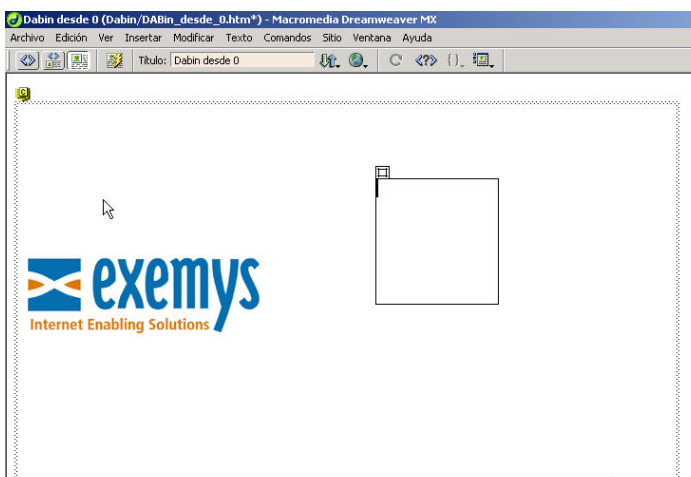 Dabin desde 0 (Dabin/DABin_desde_0.htm*) - Macromedia Dreamweaver MX
Archivo Edición Ver Insertar Modificar Texto Comandos Sitio Ventana Ayuda
Título: Dabin desde 0
exemys
Internet Enabling Solutions